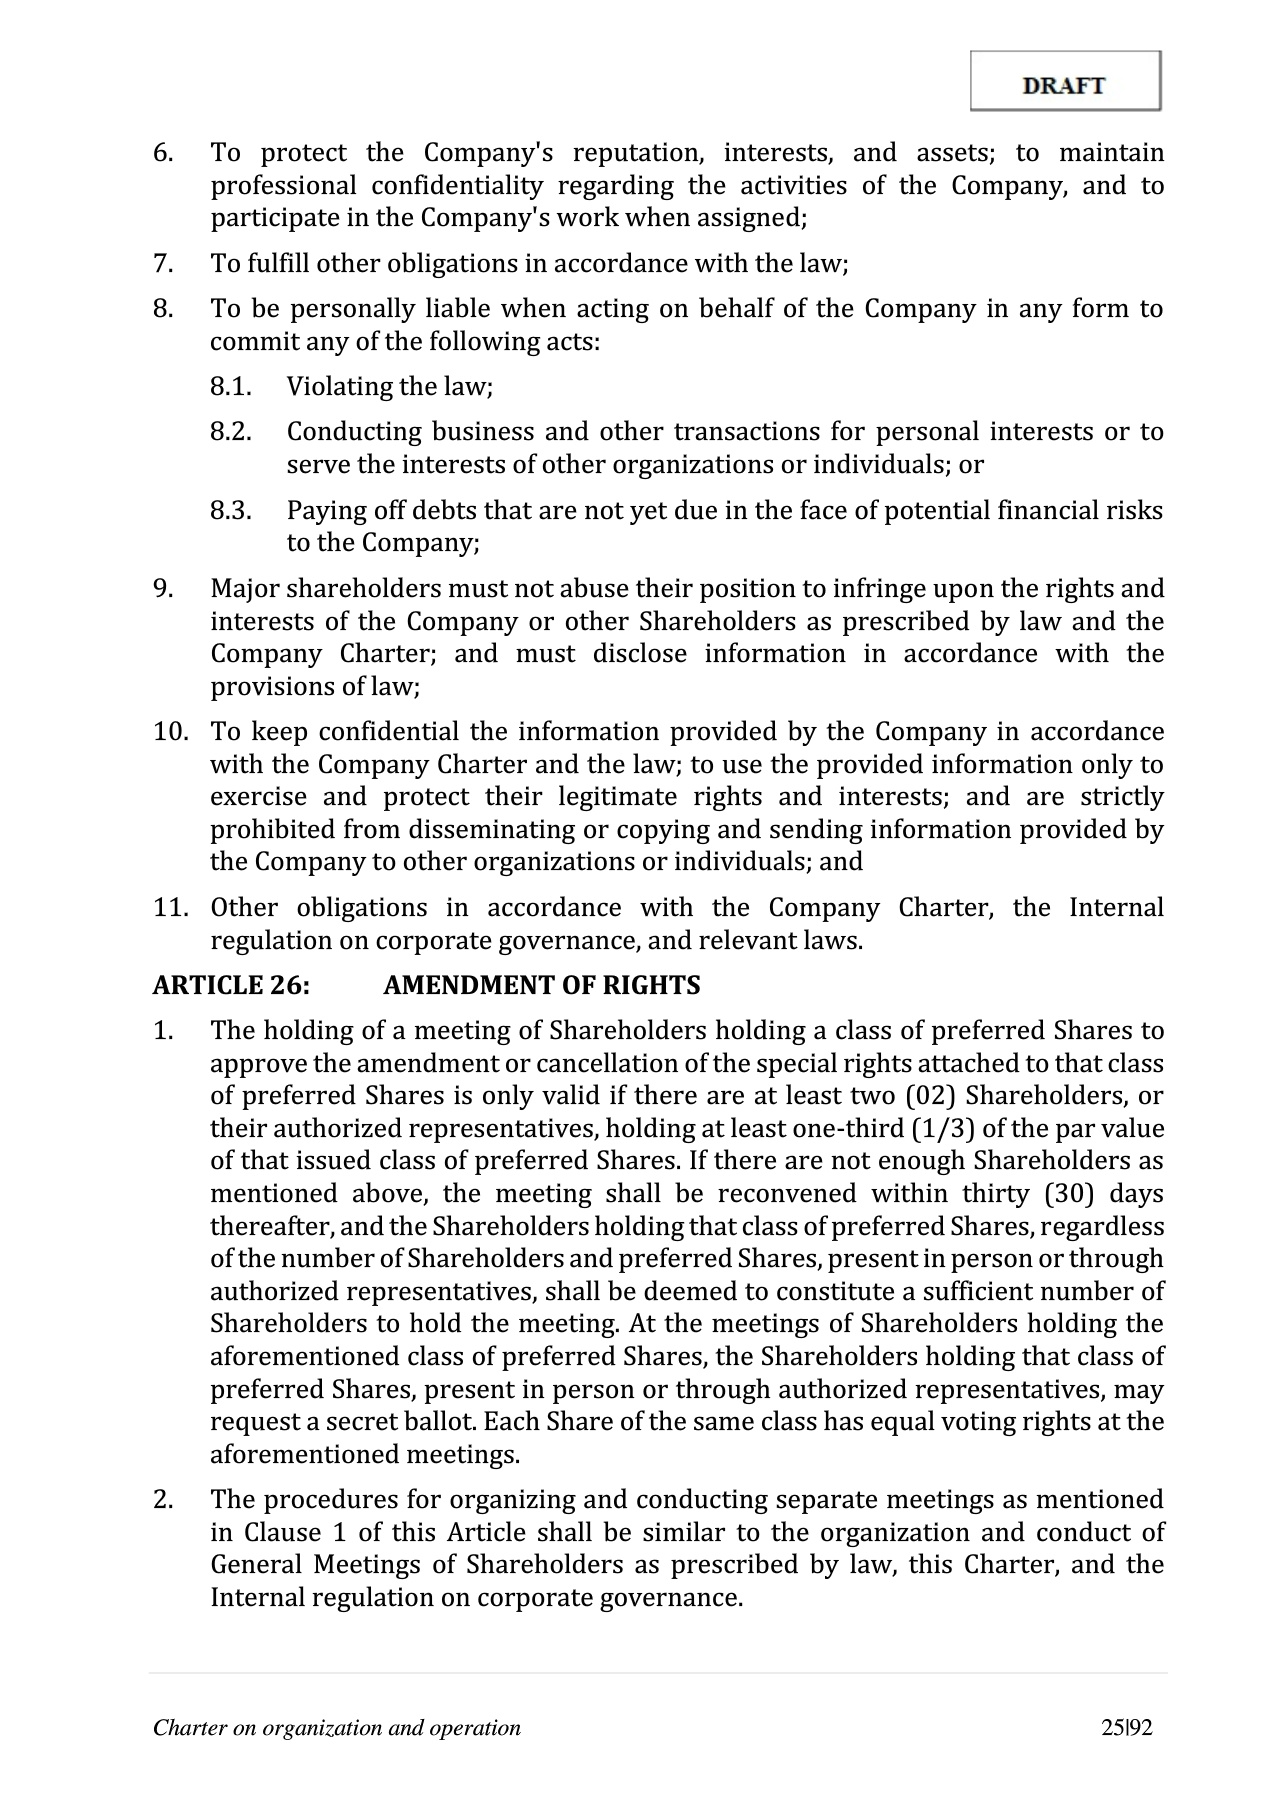 DRAFT
6. To protect the Company's reputation, interests, and assets; to maintain
professional confidentiality regarding the activities of the Company, and to
participate in the Company's work when assigned;
7. To fulfill other obligations in accordance with the law;
8. To be personally liable when acting on behalf of the Company in any form to
commit any of the following acts:
8.1. Violating the law;
8.2. Conducting business and other transactions for personal interests or to
serve the interests of other organizations or individuals; or
8.3. Paying off debts that are not yet due in the face of potential financial risks
to the Company;
9. Major shareholders must not abuse their position to infringe upon the rights and
interests of the Company or other Shareholders as prescribed by law and the
Company Charter; and must disclose information in accordance with the
provisions of law;
10. To keep confidential the information provided by the Company in accordance
with the Company Charter and the law; to use the provided information only to
exercise and protect their legitimate rights and interests; and are strictly
prohibited from disseminating or copying and sending information provided by
the Company to other organizations or individuals; and
11. Other obligations in accordance with the Company Charter, the Internal
regulation on corporate governance, and relevant laws.
ARTICLE 26: AMENDMENT OF RIGHTS
1. The holding of a meeting of Shareholders holding a class of preferred Shares to
approve the amendment or cancellation of the special rights attached to that class
of preferred Shares is only valid if there are at least two (02) Shareholders, or
their authorized representatives, holding at least one-third (1/3) of the par value
of that issued class of preferred Shares. If there are not enough Shareholders as
mentioned above, the meeting shall be reconvened within thirty (30) days
thereafter, and the Shareholders holding that class of preferred Shares, regardless
of the number of Shareholders and preferred Shares, present in person or through
authorized representatives, shall be deemed to constitute a sufficient number of
Shareholders to hold the meeting. At the meetings of Shareholders holding the
aforementioned class of preferred Shares, the Shareholders holding that class of
preferred Shares, present in person or through authorized representatives, may
request a secret ballot. Each Share of the same class has equal voting rights at the
aforementioned meetings.
2. The procedures for organizing and conducting separate meetings as mentioned
in Clause 1 of this Article shall be similar to the organization and conduct of
General Meetings of Shareholders as prescribed by law, this Charter, and the
Internal regulation on corporate governance.
Charter on organization and operation 25|92